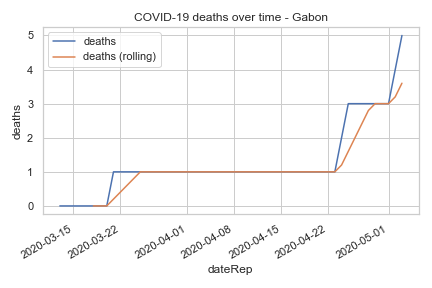 COVID-19 deaths over time - Gabon
deaths
deaths (rolling)
5
4
3
2
1
0
deaths
2020-03-15
2020-03-22
2020-04-01
2020-04-08
2020-04-15
2020-04-22
2020-05-01
dateRep